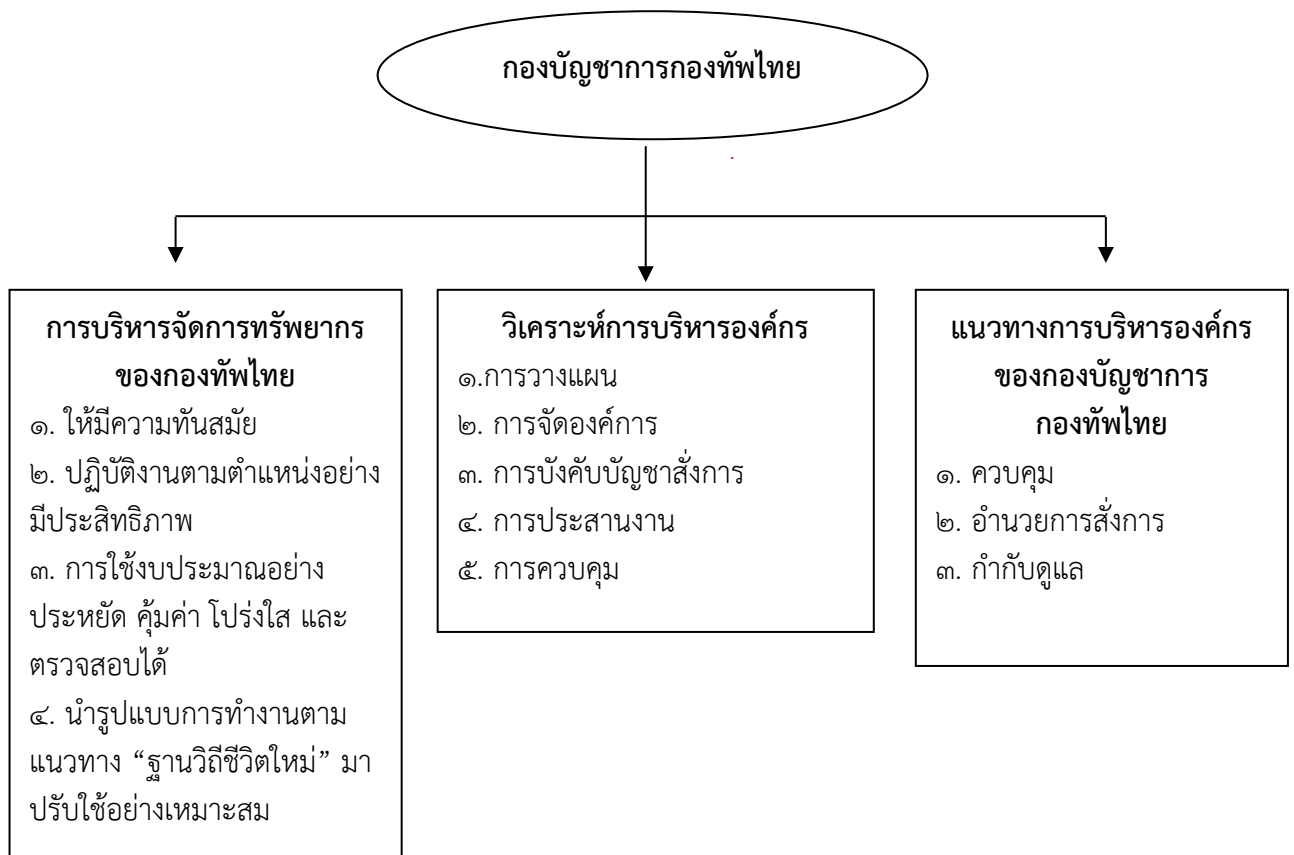 กองบัญชาการกองทัพไทย
การบริหารจัดการทรัพยากร
ของกองทัพไทย
๑. ให้มีความทันสมัย
๒. ปฏิบัติงานตามตำแหน่งอย่าง
มีประสิทธิภาพ
๓. การใช้งบประมาณอย่าง
ประหยัด คุ้มค่า โปร่งใส และ
ตรวจสอบได้
๔. นำรูปแบบการทำงานตาม
แนวทาง “ฐานวิถีชีวิตใหม่” มา
ปรับใช้อย่างเหมาะสม
วิเคราะห์การบริหารองค์กร
๑.การวางแผน
๒. การจัดองค์การ
๓. การบังคับบัญชาสั่งการ
๔. การประสานงาน
๕. การควบคุม
แนวทางการบริหารองค์กร
ของกองบัญชาการ
กองทัพไทย
๑. ควบคุม
๒. อำนวยการสั่งการ
๓. กำกับดูแล